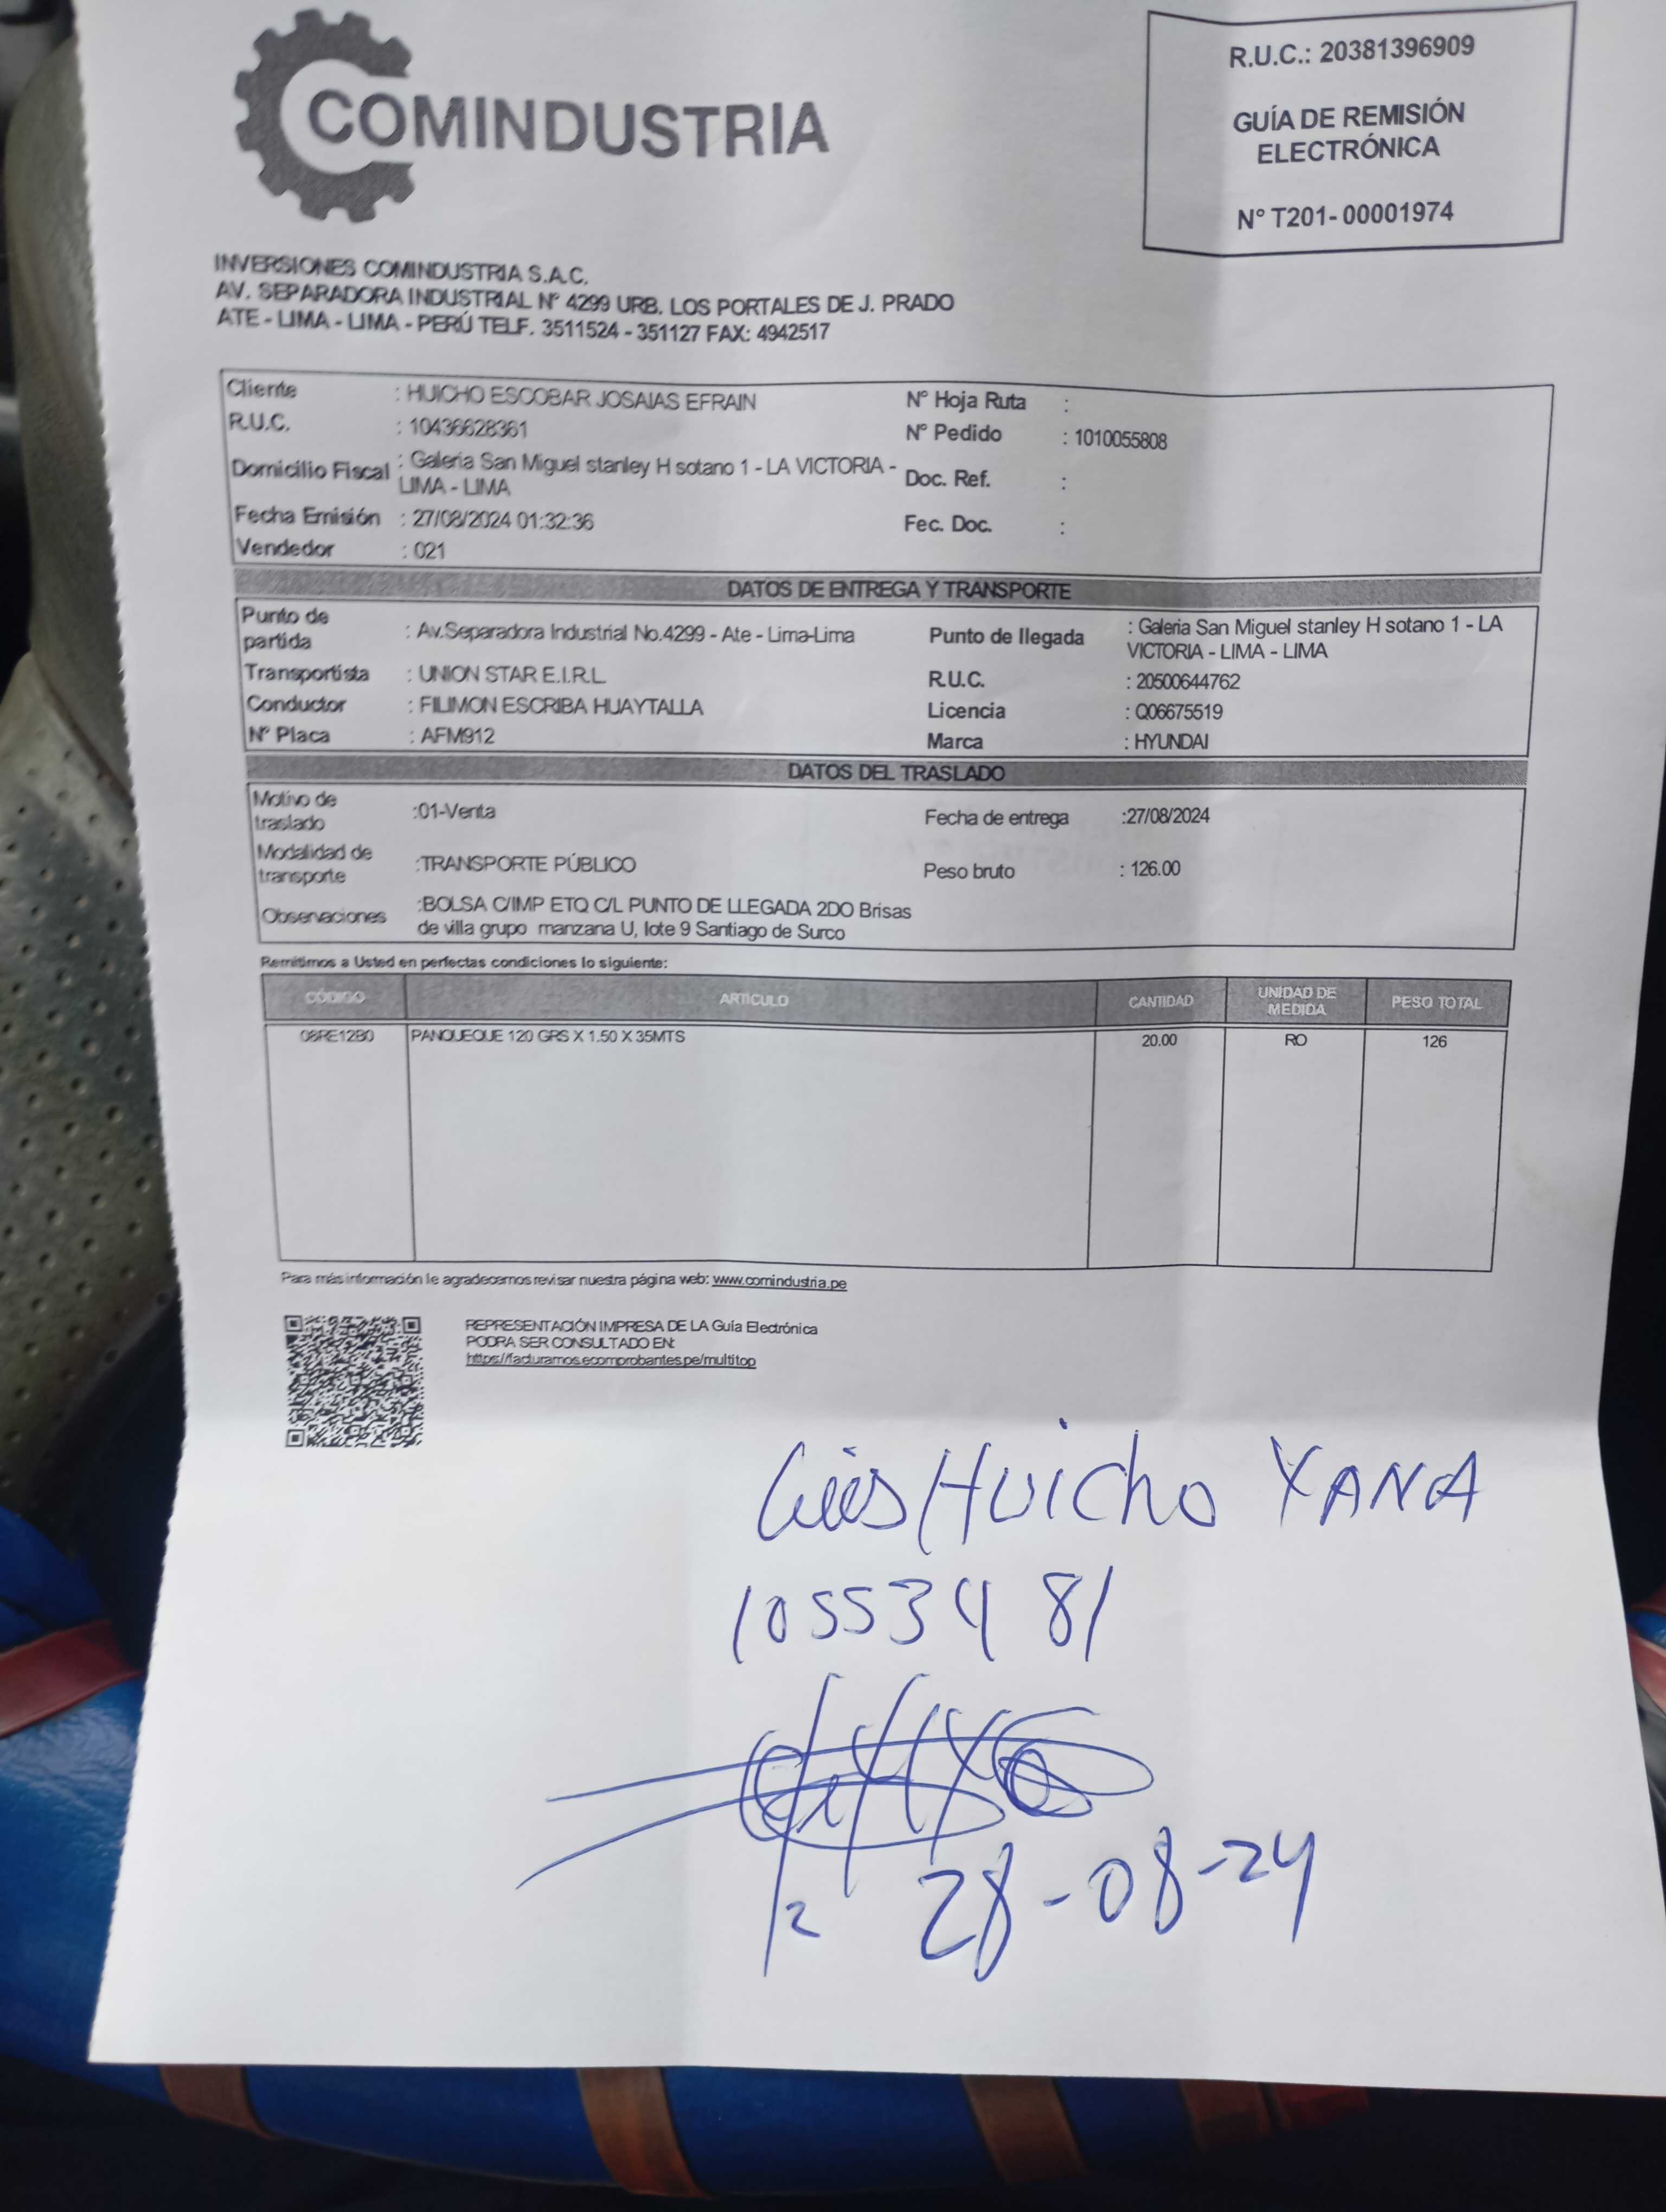 COMINDUSTRIA
R.U.C.: 20381396909
GUÍA DE REMISIÓN
ELECTRÓNICA
N° T201- 00001974
INVERSIONES COMINDUSTRIA S.A.C.
AV. SEPARADORA INDUSTRIAL N° 4299 URB. LOS PORTALES DE J. PRADO
ATE - LIMA - LIMA - PERÚ TELF. 3511524 - 351127 FAX: 4942517
Cliente : HUICHO ESCOBAR JOSAIAS EFRAIN N° Hoja Ruta :
R.U.C. : 10436628361 N° Pedido : 1010055808
Domicilio Fiscal : Galeria San Miguel stanley H sotano 1 - LA VICTORIA - LIMA - LIMA Doc. Ref. :
Fecha Emisión : 27/08/2024 01:32:36 Fec. Doc. :
Vendedor : 021
DATOS DE ENTREGA Y TRANSPORTE
Punto de partida : Av.Separadora Industrial No.4299 - Ate - Lima-Lima Punto de llegada : Galeria San Miguel stanley H sotano 1 - LA VICTORIA - LIMA - LIMA
Transportista : UNION STAR E.I.R.L R.U.C. : 20500644762
Conductor : FILIMON ESCRIBA HUAYTALLA Licencia : Q06675519
N° Placa : AFM912 Marca : HYUNDAI
DATOS DEL TRASLADO
Motivo de traslado :01-Venta Fecha de entrega :27/08/2024
Modalidad de transporte :TRANSPORTE PÚBLICO Peso bruto : 126.00
Observaciones :BOLSA C/IMP ETQ C/L PUNTO DE LLEGADA 2DO Brisas
de villa grupo manzana U, lote 9 Santiago de Surco
Remitimos a Usted en perfectas condiciones lo siguiente:
CÓDIGO ARTICULO CANTIDAD UNIDAD DE MEDIDA PESO TOTAL
08RE12B0 PANQUEQUE 120 GRS X 1.50 X 35MTS 20.00 RO 126
Para más información le agradecemos revisar nuestra página web: www.comindustria.pe
REPRESENTACIÓN IMPRESA DE LA Guía Electrónica
PODRA SER CONSULTADO EN:
https://facturamos.ecomprobantes.pe/multitop
Luis Huicho YANA
10553481
28-08-24